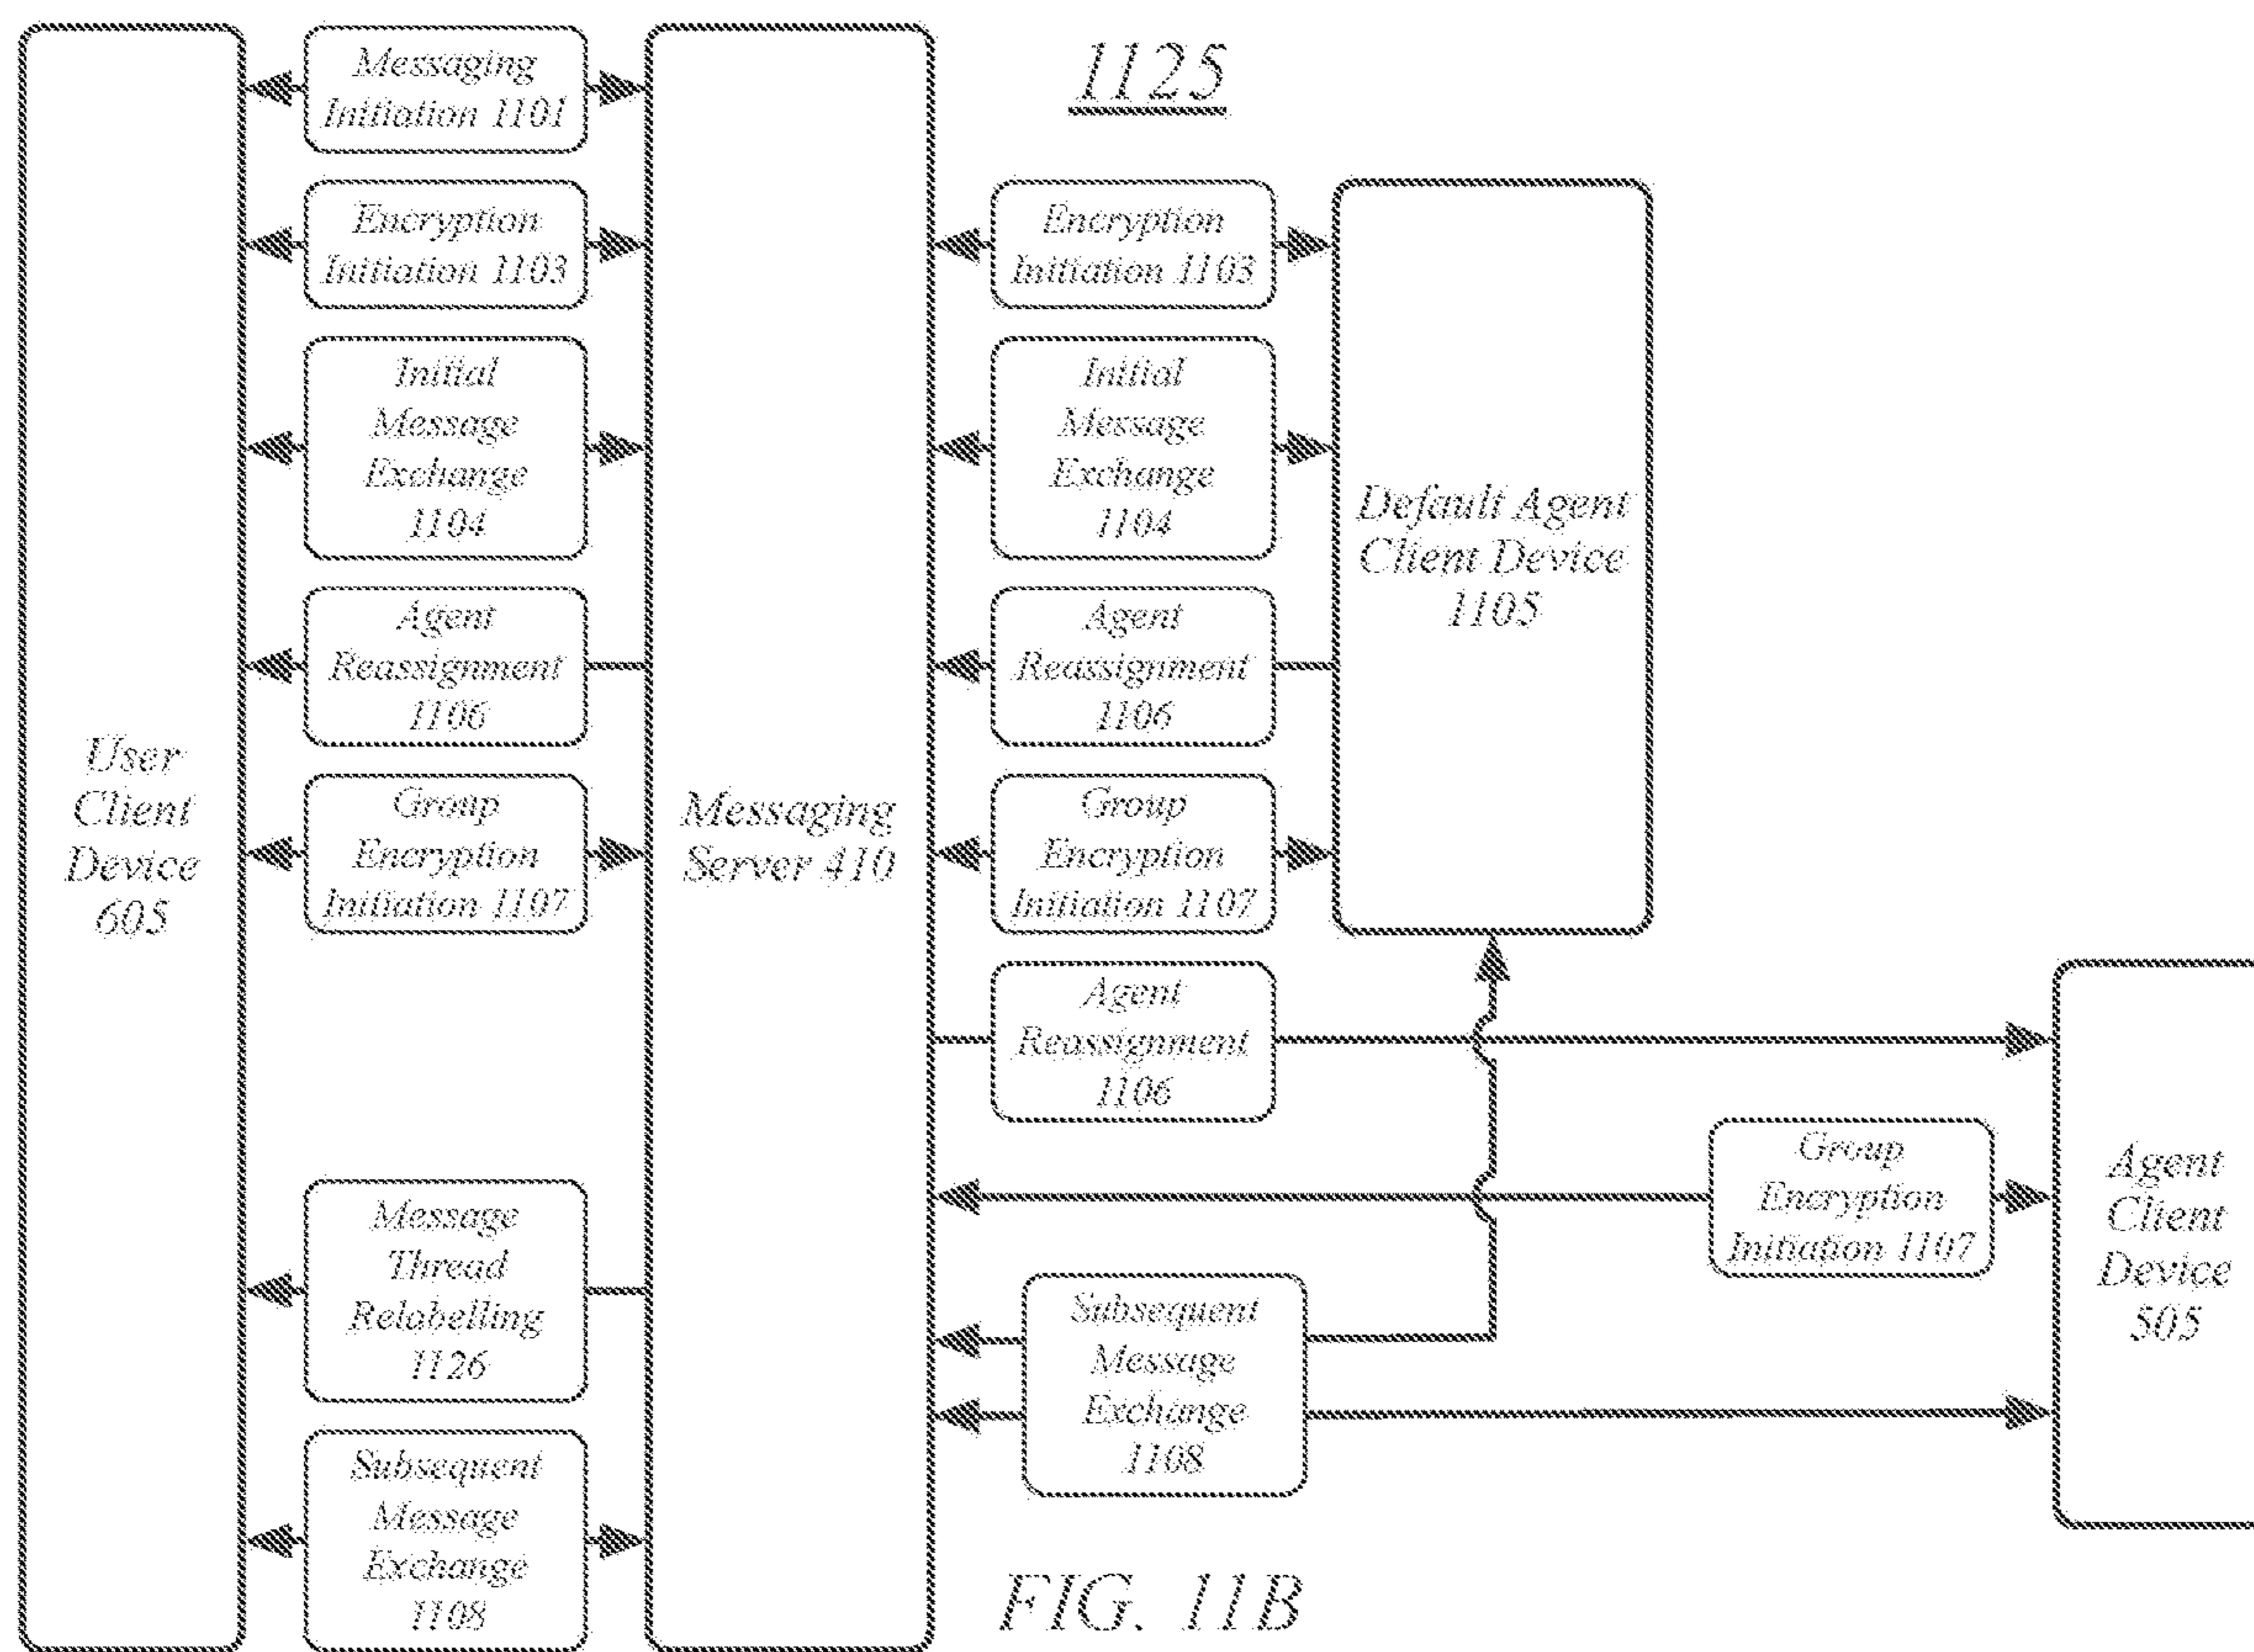 1125
Messaging
Initiation 1101
Encryption
Initiation 1103
Encryption
Initiation 1103
Initial
Message
Exchange
1104
Initial
Message
Exchange
1104
Default Agent
Client Device
1105
Agent
Reassignment
1106
Agent
Reassignment
1106
User
Client
Device
605
Group
Encryption
Initiation 1107
Messaging
Server 410
Group
Encryption
Initiation 1107
Agent
Reassignment
1106
Group
Encryption
Initiation 1107
Agent
Client
Device
505
Message
Thread
Relabelling
1126
Subsequent
Message
Exchange
1108
Subsequent
Message
Exchange
1108
FIG. 11B